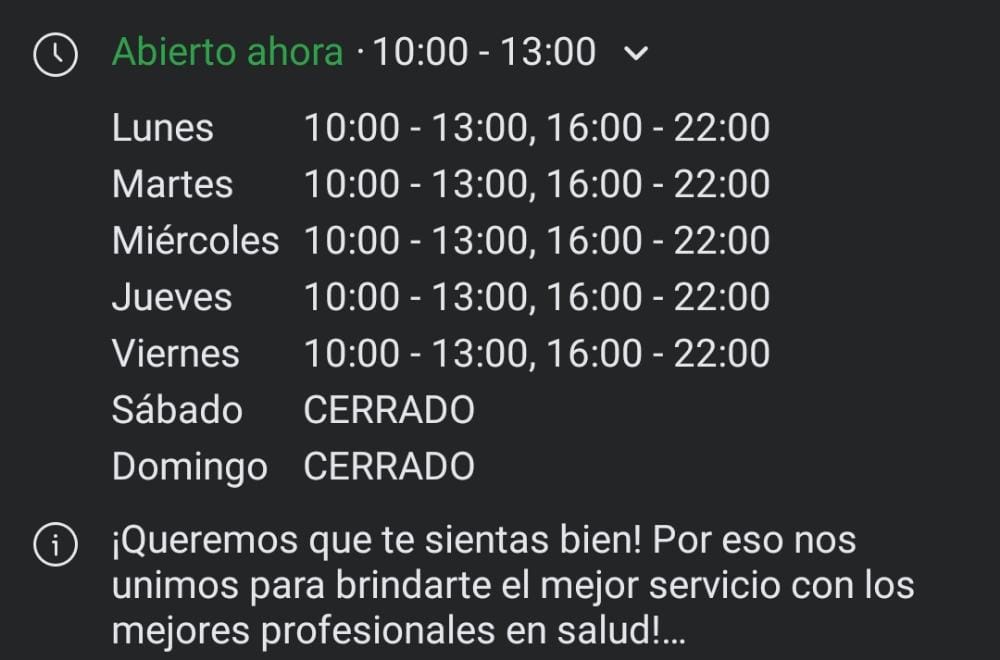 Abierto ahora · 10:00 - 13:00
Lunes 10:00 - 13:00, 16:00 - 22:00
Martes 10:00 - 13:00, 16:00 - 22:00
Miércoles 10:00 - 13:00, 16:00 - 22:00
Jueves 10:00 - 13:00, 16:00 - 22:00
Viernes 10:00 - 13:00, 16:00 - 22:00
Sábado CERRADO
Domingo CERRADO
¡Queremos que te sientas bien! Por eso nos
unimos para brindarte el mejor servicio con los
mejores profesionales en salud!...